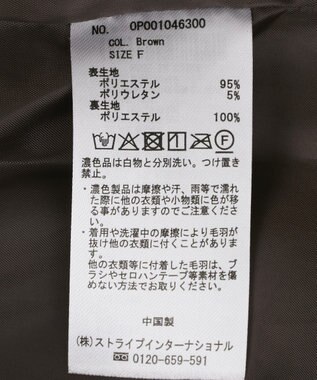 NO. OP001046300
COL. Brown
SIZE F
表生地
ポリエステル 95%
ポリウレタン 5%
裏生地
ポリエステル 100%
濃色品は白物と分別洗い。つけ置き
禁止。
・濃色製品は摩擦や汗、雨等で濡れ
た際に他の衣類や小物類に色が移
る事がありますのでご注意くださ
い。
・着用や洗濯中の摩擦により毛羽が
抜け他の衣類に付くことがありま
す。
他の衣類等に付着した毛羽は、ブ
ラシやセロハンテープ等素材を傷
めない方法でお取りください。
中国製
(株)ストライプインターナショナル
0120-659-591